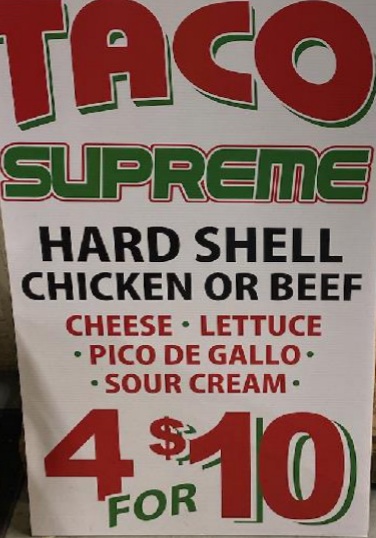 TACO
SUPREME
HARD SHELL
CHICKEN OR BEEF
CHEESE • LETTUCE
• PICO DE GALLO •
• SOUR CREAM •
4 FOR $10